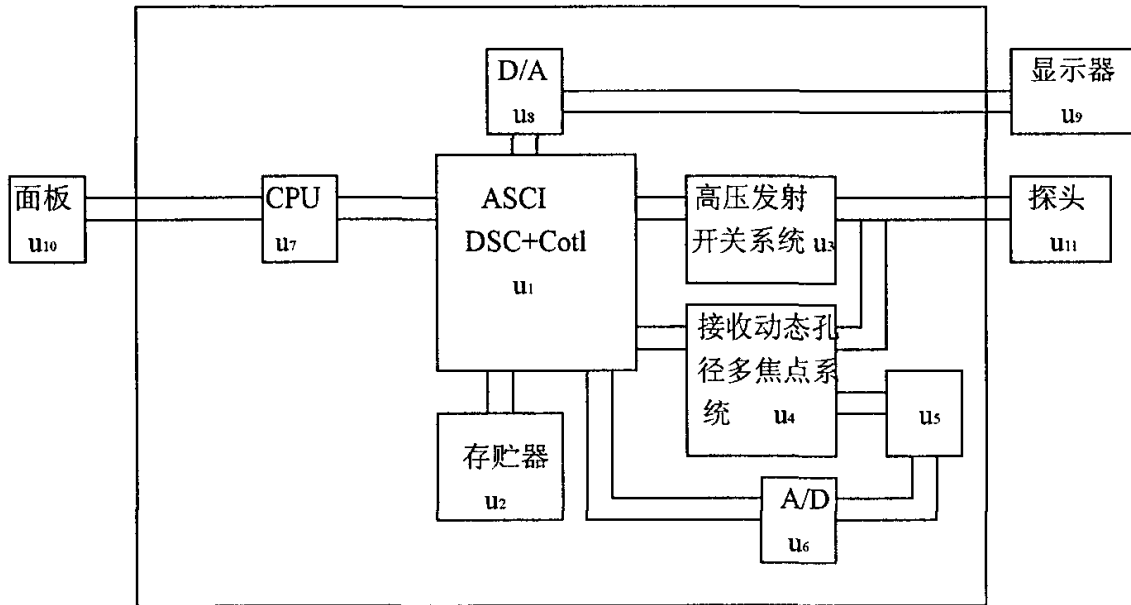 D/A
u8
显示器
u9
面板
u10
CPU
u7
ASCI
DSC+Cotl
u1
高压发射
开关系统 u3
探头
u11
接收动态孔
径多焦点系
统 u4
u5
存贮器
u2
A/D
u6